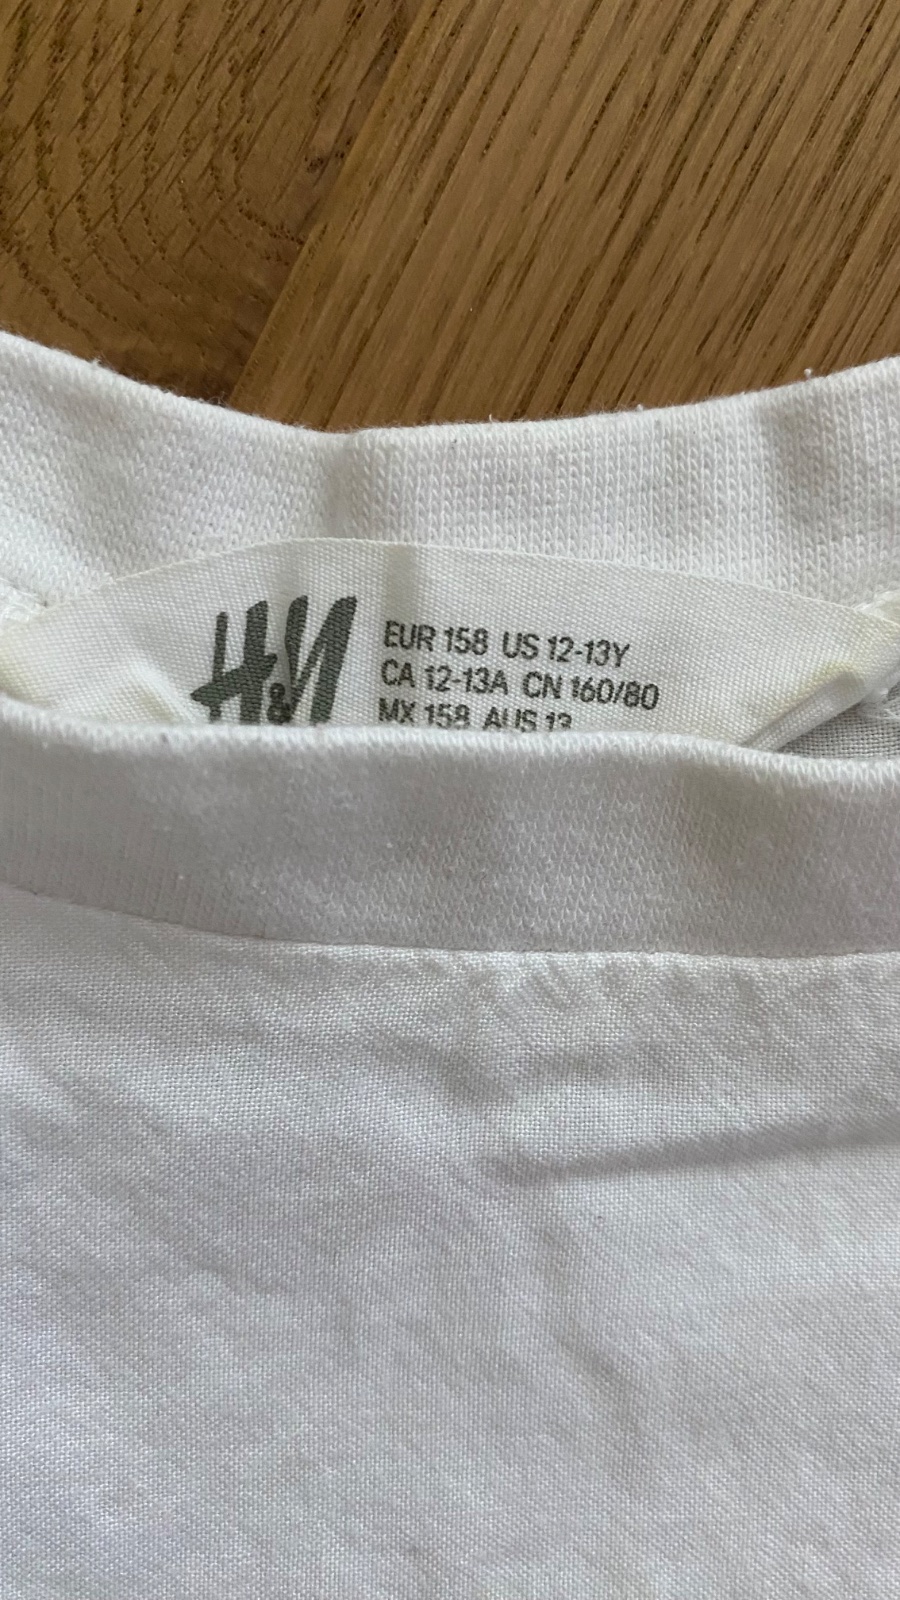 H&M
EUR 158 US 12-13Y
CA 12-13A CN 160/80
MX 158 AUS 13